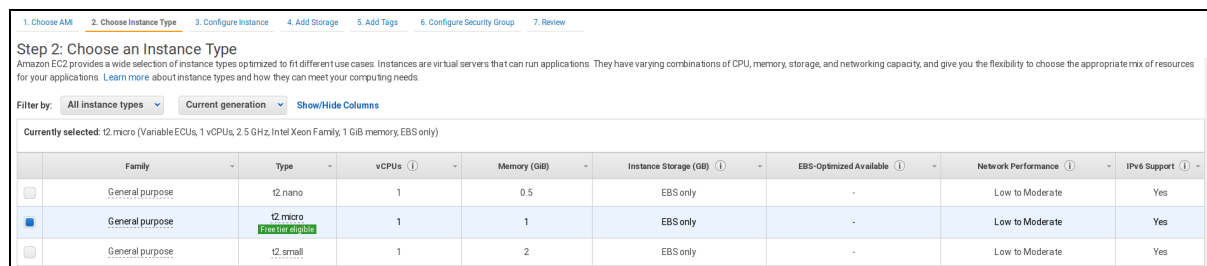 1. Choose AMI 2. Choose Instance Type 3. Configure Instance 4. Add Storage 5. Add Tags 6. Configure Security Group 7. Review
Step 2: Choose an Instance Type
Amazon EC2 provides a wide selection of instance types optimized to fit different use cases. Instances are virtual servers that can run applications. They have varying combinations of CPU, memory, storage, and networking capacity, and give you the flexibility to choose the appropriate mix of resources
for your applications. Learn more about instance types and how they can meet your computing needs.
Filter by: All instance types Current generation Show/Hide Columns
Currently selected: t2.micro (Variable ECUs, 1 vCPUs, 2.5 GHz, Intel Xeon Family, 1 GiB memory, EBS only)
Family Type vCPUs Memory (GiB) Instance Storage (GB) EBS-Optimized Available Network Performance IPv6 Support
General purpose t2.nano 1 0.5 EBS only - Low to Moderate Yes
General purpose t2.micro 1 1 EBS only - Low to Moderate Yes
Free tier eligible
General purpose t2.small 1 2 EBS only - Low to Moderate Yes